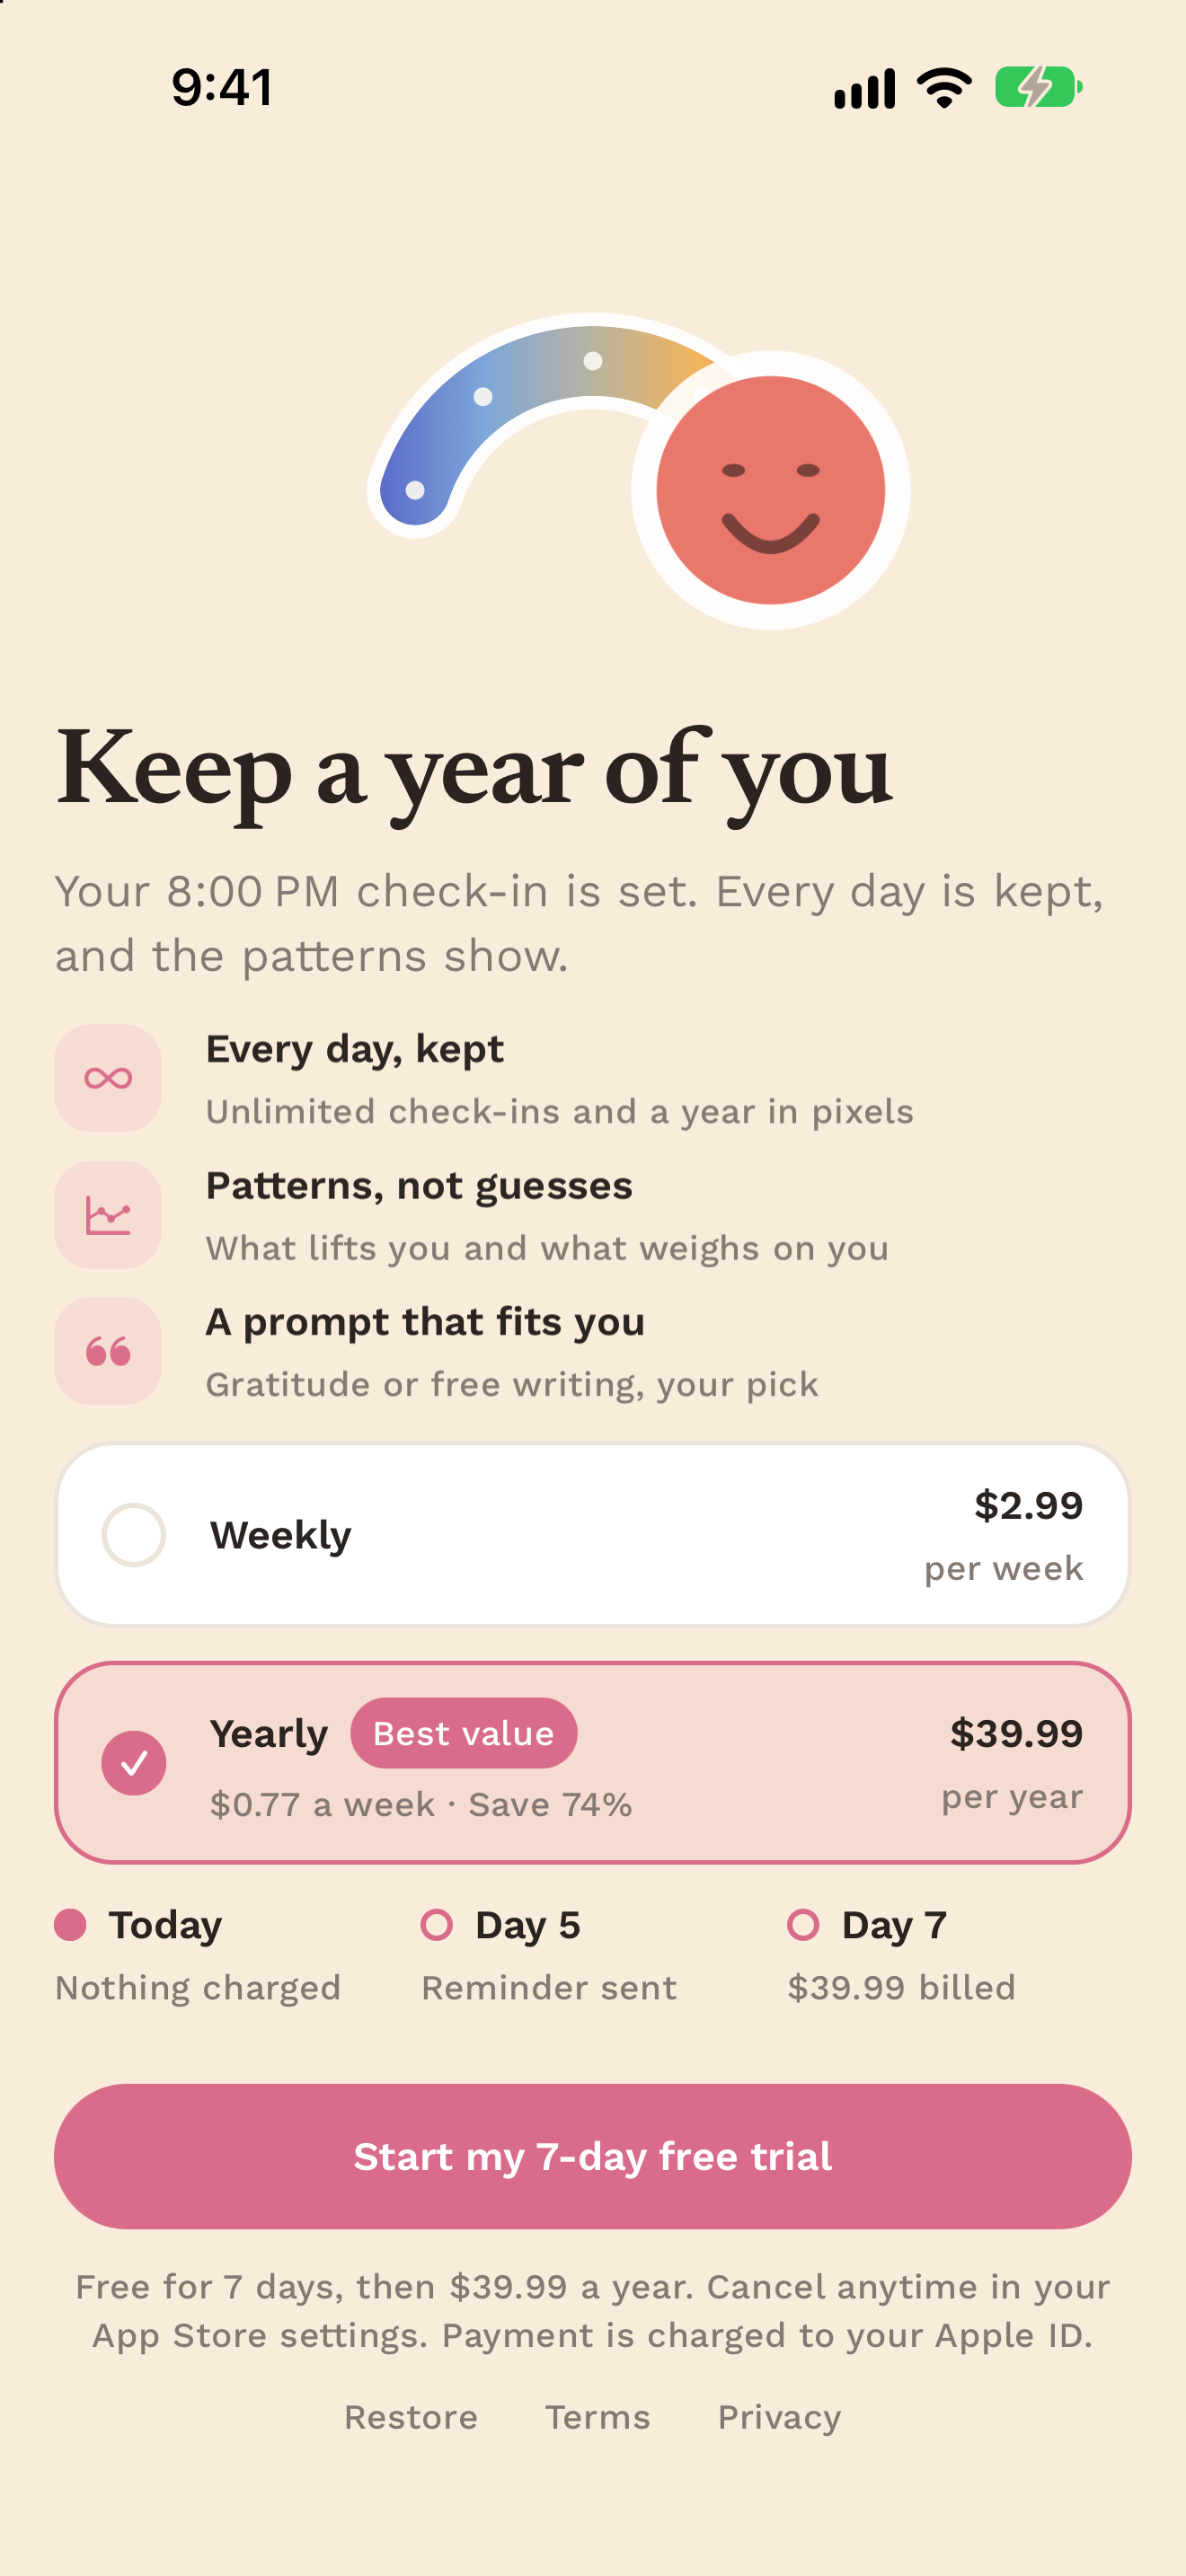 9:41
Keep a year of you
Your 8:00 PM check-in is set. Every day is kept,
and the patterns show.
Every day, kept
Unlimited check-ins and a year in pixels
Patterns, not guesses
What lifts you and what weighs on you
A prompt that fits you
Gratitude or free writing, your pick
Weekly
$2.99
per week
Yearly
Best value
$39.99
$0.77 a week · Save 74%
per year
Today
Day 5
Day 7
Nothing charged
Reminder sent
$39.99 billed
Start my 7-day free trial
Free for 7 days, then $39.99 a year. Cancel anytime in your
App Store settings. Payment is charged to your Apple ID.
Restore
Terms
Privacy